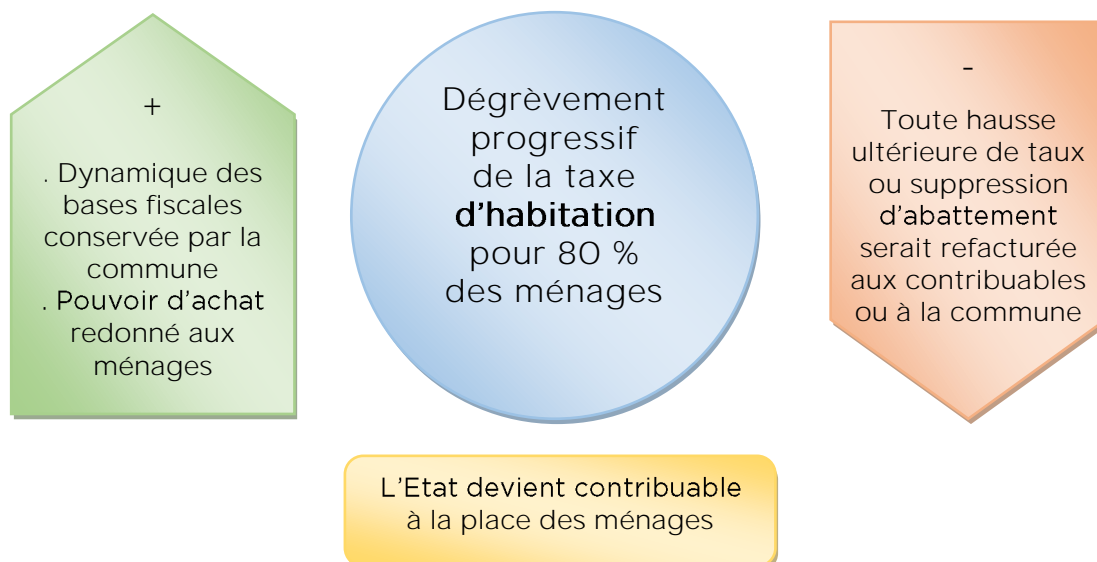 +
. Dynamique des
bases fiscales
conservée par la
commune
. Pouvoir d'achat
redonné aux
ménages
Dégrèvement
progressif
de la taxe
d'habitation
pour 80 %
des ménages
-
Toute hausse
ultérieure de taux
ou suppression
d'abattement
serait refacturée
aux contribuables
ou à la commune
L'Etat devient contribuable
à la place des ménages